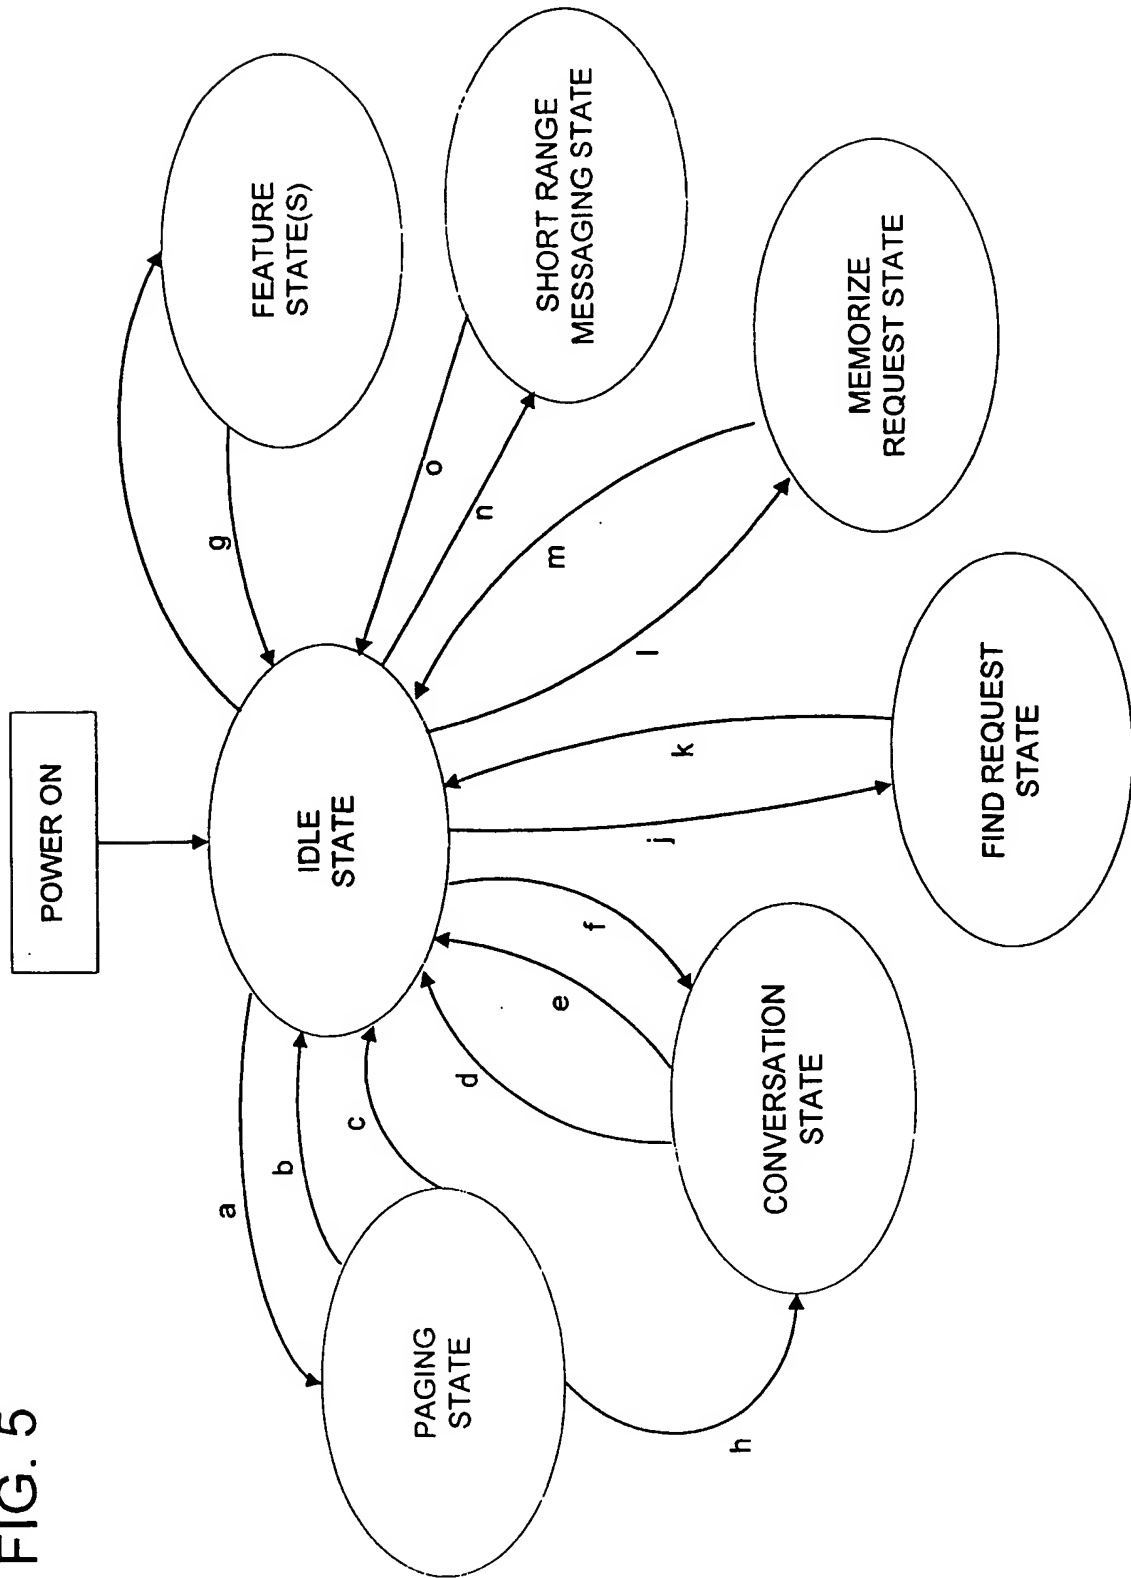 FIG. 5
POWER ON
IDLE
STATE
FEATURE
STATE(S)
SHORT RANGE
MESSAGING STATE
MEMORIZE
REQUEST STATE
FIND REQUEST
STATE
CONVERSATION
STATE
PAGING
STATE
a
b
c
d
e
f
g
h
j
k
l
m
n
o